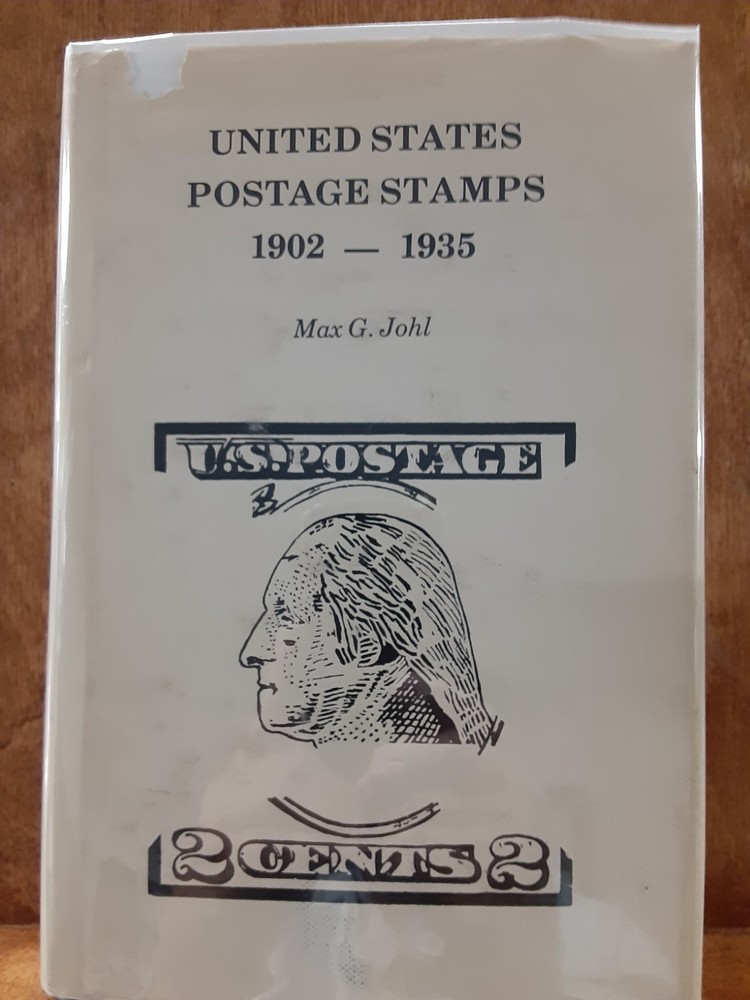 UNITED STATES
POSTAGE STAMPS
1902 — 1935
Max G. Johl
U.S. POSTAGE
2 CENTS 2